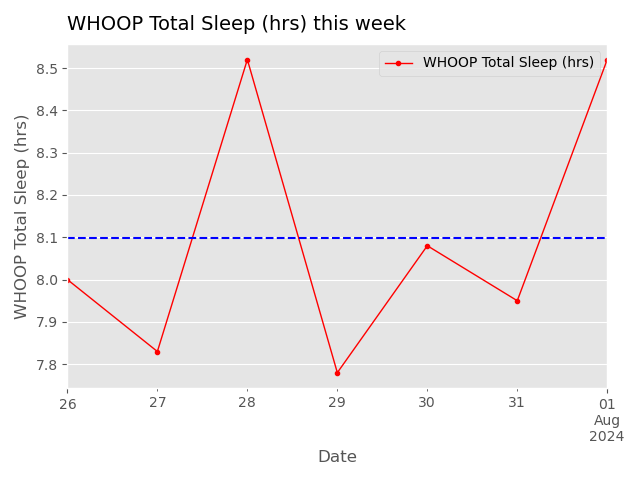 WHOOP Total Sleep (hrs) this week
WHOOP Total Sleep (hrs)
WHOOP Total Sleep (hrs)
8.5
8.4
8.3
8.2
8.1
8.0
7.9
7.8
26 27 28 29 30 31 01
Aug
2024
Date